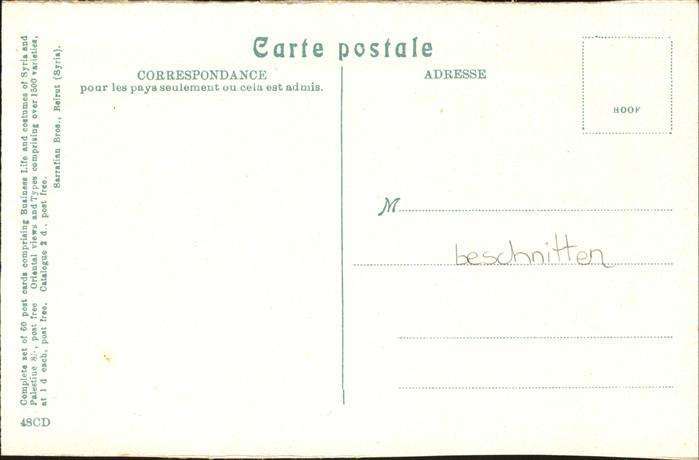 Carte postale
CORRESPONDANCE
pour les pays seulement ou cela est admis.
ADRESSE
HOOF
M
beschnitten
Complete set of 60 post cards comprising Business Life and costumes of Syria and
Palestine 8/-, post free Oriental views and Types comprising over 1500 varieties,
at 1 d each, post free. Catalogue 2 d., post free.
Sarrafian Bros., Beirut (Syria).
48CD